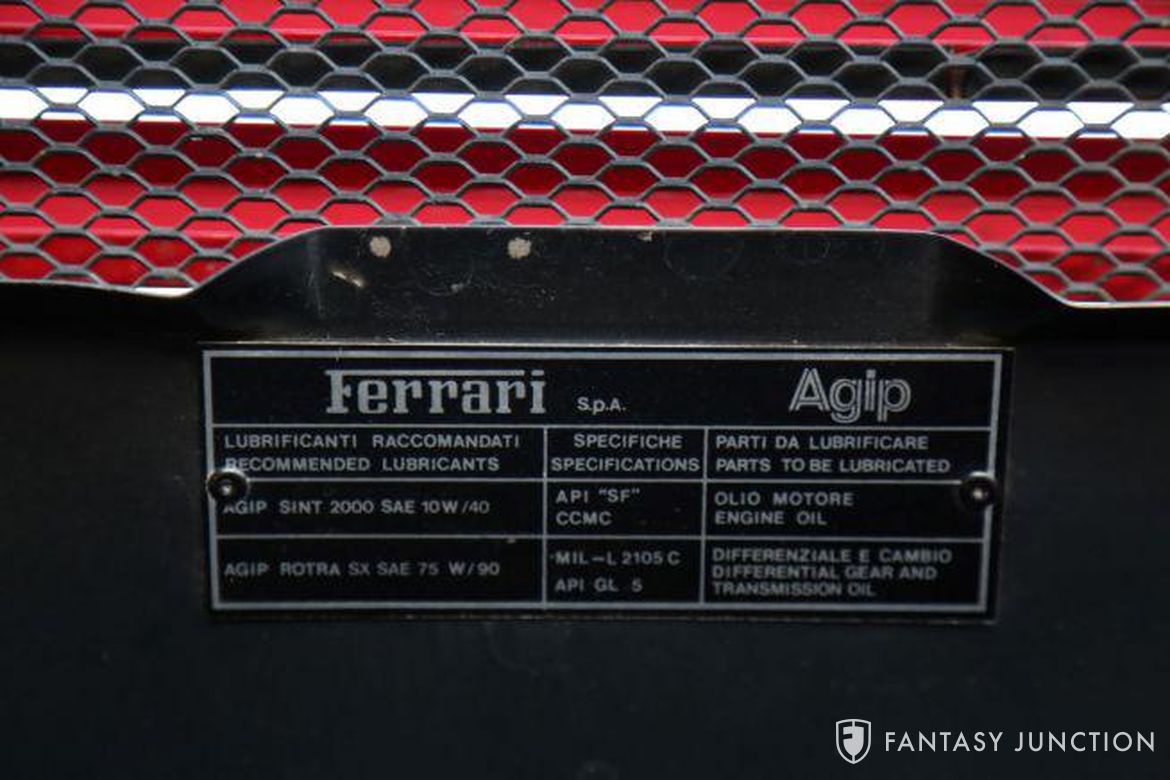 Ferrari S.p.A. Agip
LUBRIFICANTI RACCOMANDATI
RECOMMENDED LUBRICANTS
SPECIFICHE
SPECIFICATIONS
PARTI DA LUBRIFICARE
PARTS TO BE LUBRICATED
AGIP SINT 2000 SAE 10W/40
API "SF"
CCMC
OLIO MOTORE
ENGINE OIL
AGIP ROTRA SX SAE 75 W/90
MIL-L 2105 C
API GL 5
DIFFERENZIALE E CAMBIO
DIFFERENTIAL GEAR AND
TRANSMISSION OIL
FANTASY JUNCTION